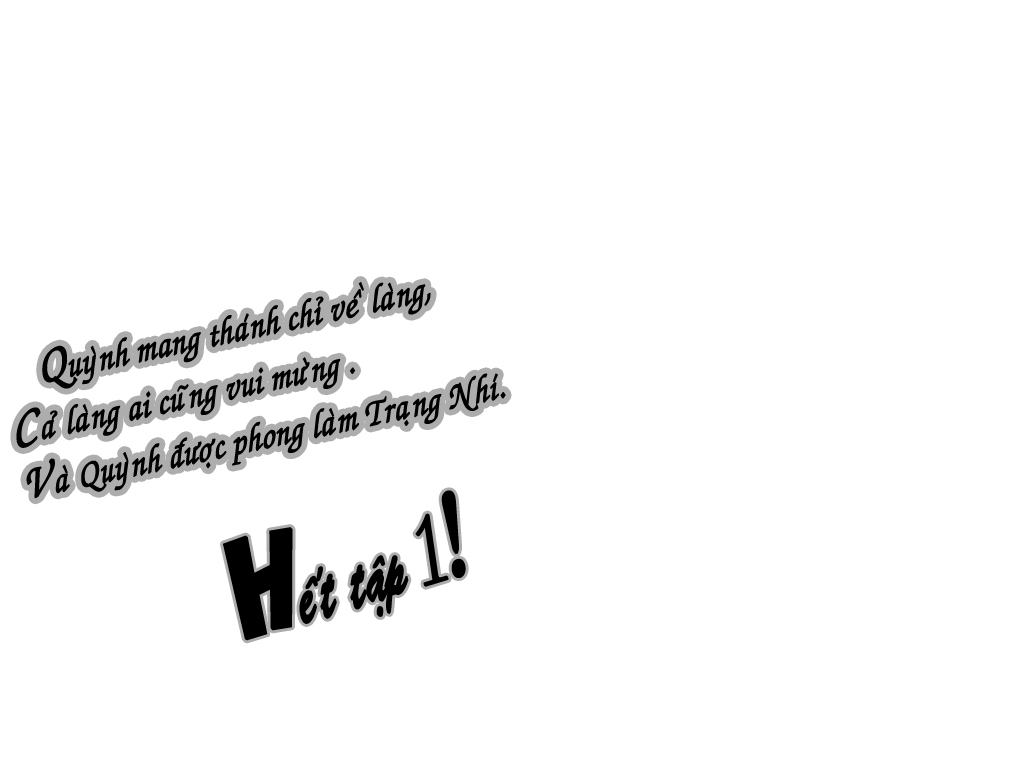 Quỳnh mang thánh chỉ về làng,
Cả làng ai cũng vui mừng .
Và Quỳnh được phong làm Trạng Nhí.
Hết tập 1!